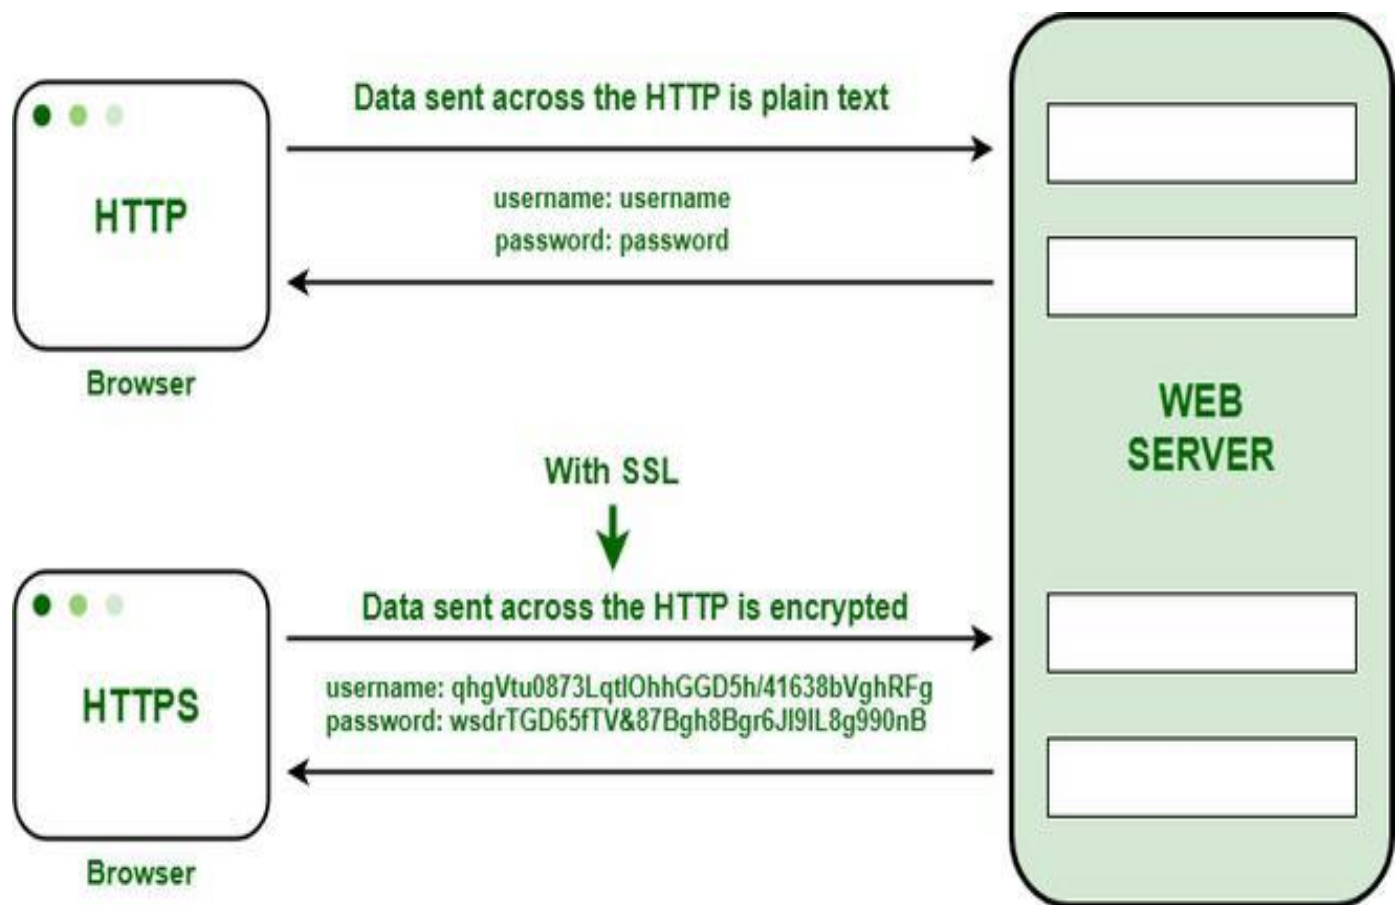 Data sent across the HTTP is plain text
HTTP
username: username
password: password
Browser
WEB
SERVER
With SSL
Data sent across the HTTP is encrypted
HTTPS
username: qhgVtu0873LqtIOhhGGD5h/41638bVghRFg
password: wsdrTGD65fTV&87Bgh8Bgr6JI9IL8g990nB
Browser